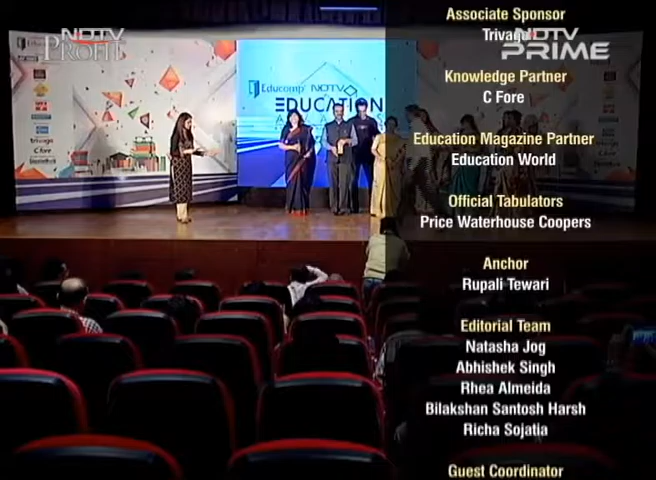 NDTV
PROFIT
NDTV
PRIME
Educomp
NDTV
EDUCATION
Associate Sponsor
Trivago
Knowledge Partner
C Fore
Education Magazine Partner
Education World
Official Tabulators
Price Waterhouse Coopers
Anchor
Rupali Tewari
Editorial Team
Natasha Jog
Abhishek Singh
Rhea Almeida
Bilakshan Santosh Harsh
Richa Sojatia
Guest Coordinator